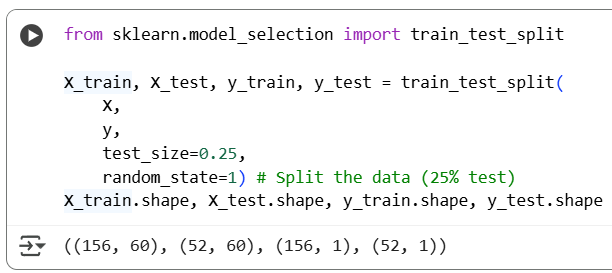 from sklearn.model_selection import train_test_split
X_train, X_test, y_train, y_test = train_test_split(
    X,
    y,
    test_size=0.25,
    random_state=1) # Split the data (25% test)
X_train.shape, X_test.shape, y_train.shape, y_test.shape
((156, 60), (52, 60), (156, 1), (52, 1))